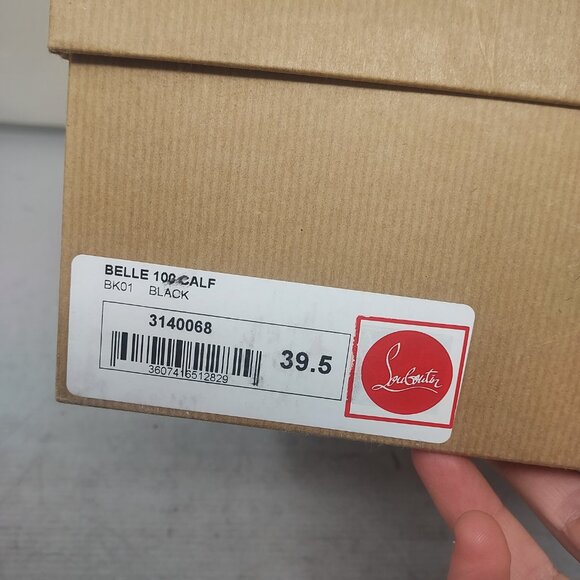 BELLE 100 CALF
BK01 BLACK
3140068
3607416512829
39.5
Louboutin